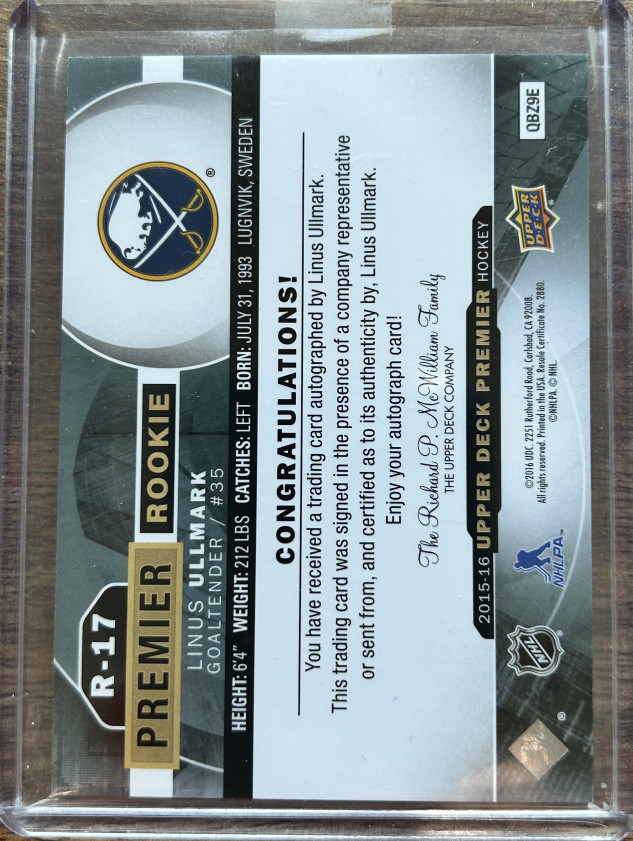 R-17
PREMIER ROOKIE
LINUS ULLMARK
GOALTENDER / #35
®
HEIGHT: 6'4" WEIGHT: 212 LBS CATCHES: LEFT BORN: JULY 31, 1993 LUGNVIK, SWEDEN
CONGRATULATIONS!
You have received a trading card autographed by Linus Ullmark.
This trading card was signed in the presence of a company representative
or sent from, and certified as to its authenticity by, Linus Ullmark.
Enjoy your autograph card!
The Richard P. McWilliam Family
THE UPPER DECK COMPANY
2015-16 UPPER DECK PREMIER HOCKEY
®
NHL
NHLPA™
©2016 UDC. 2251 Rutherford Road, Carlsbad, CA 92008.
All rights reserved. Printed in the USA. Resale Certificate No. 2880.
©NHLPA. © NHL.
UPPER
DECK
®
QBZ9E